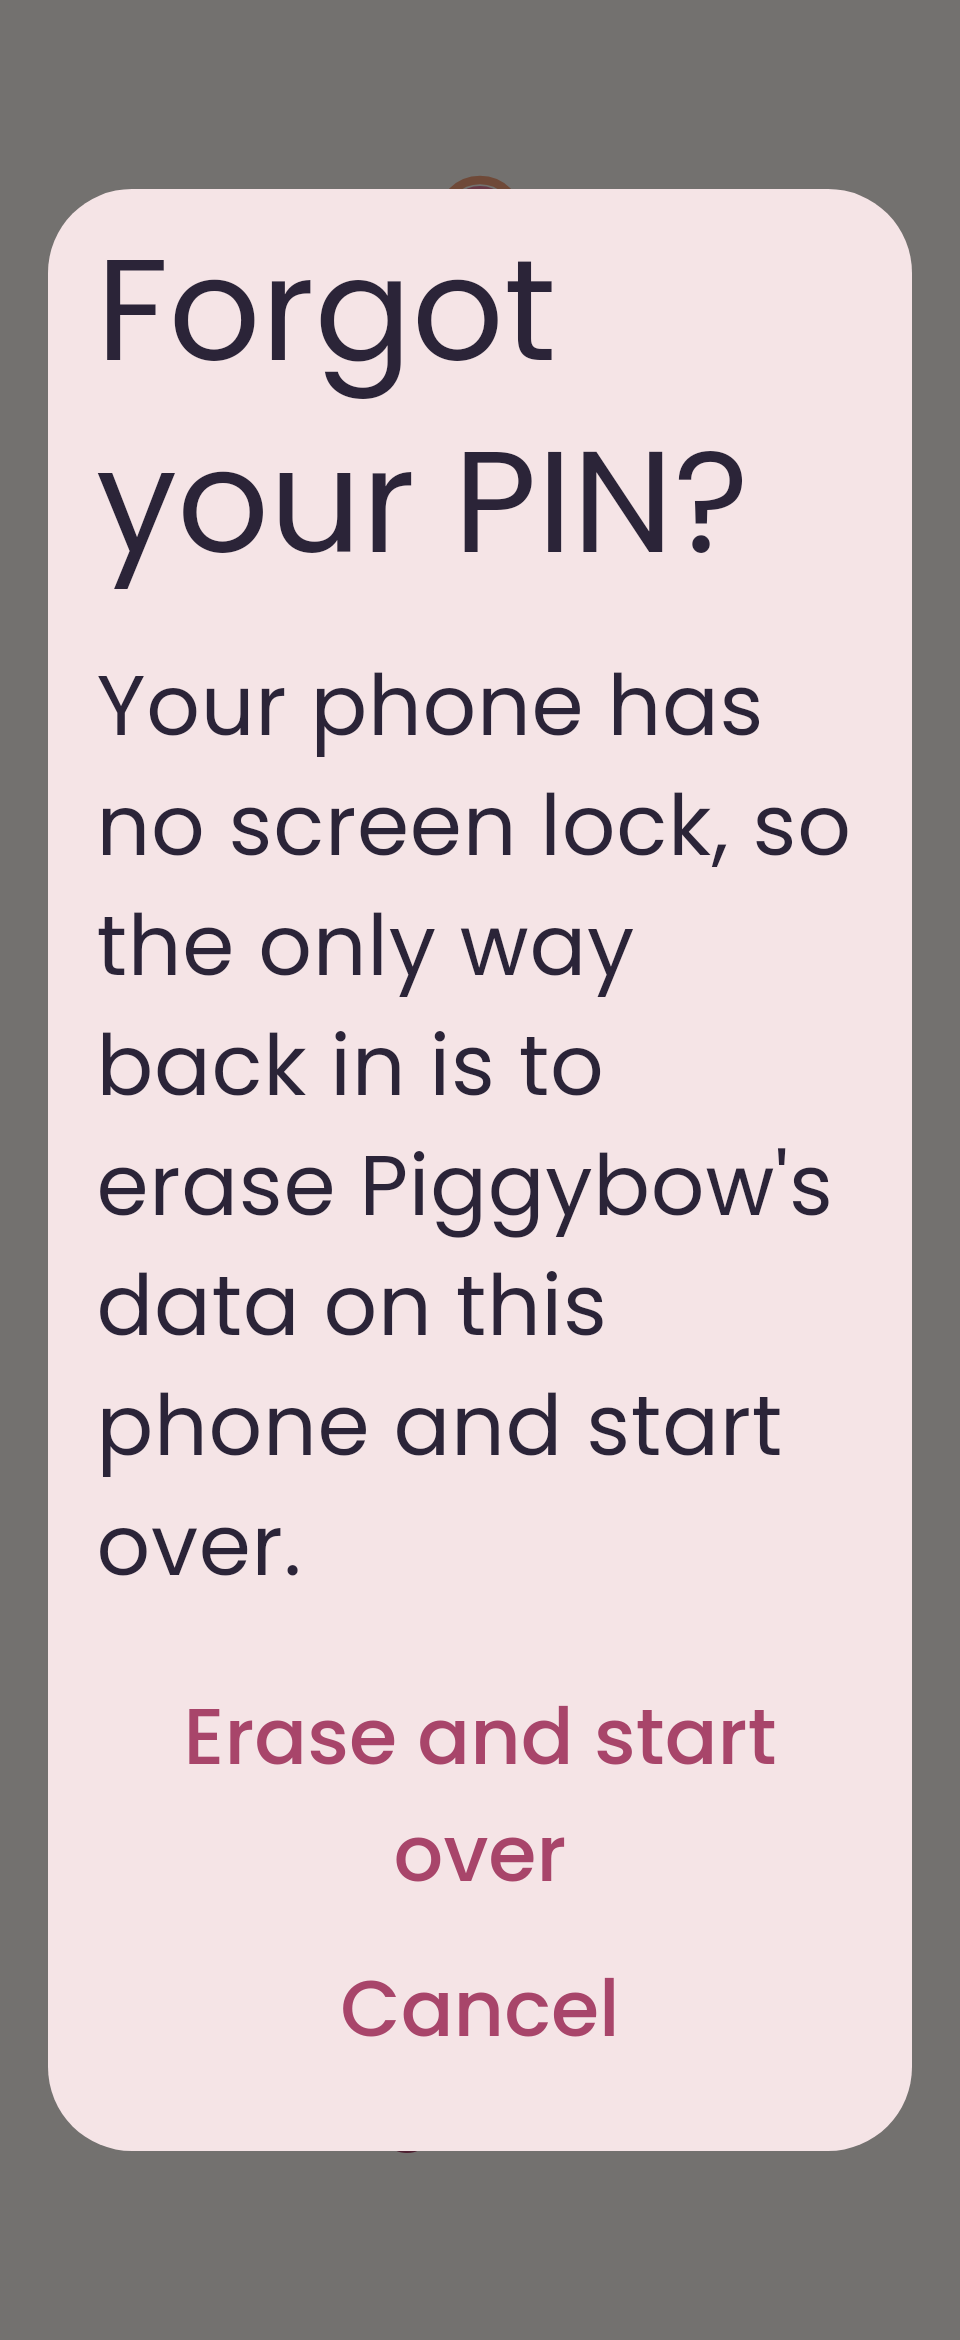 Forgot
your PIN?
Your phone has
no screen lock, so
the only way
back in is to
erase Piggybow's
data on this
phone and start
over.
Erase and start
over
Cancel